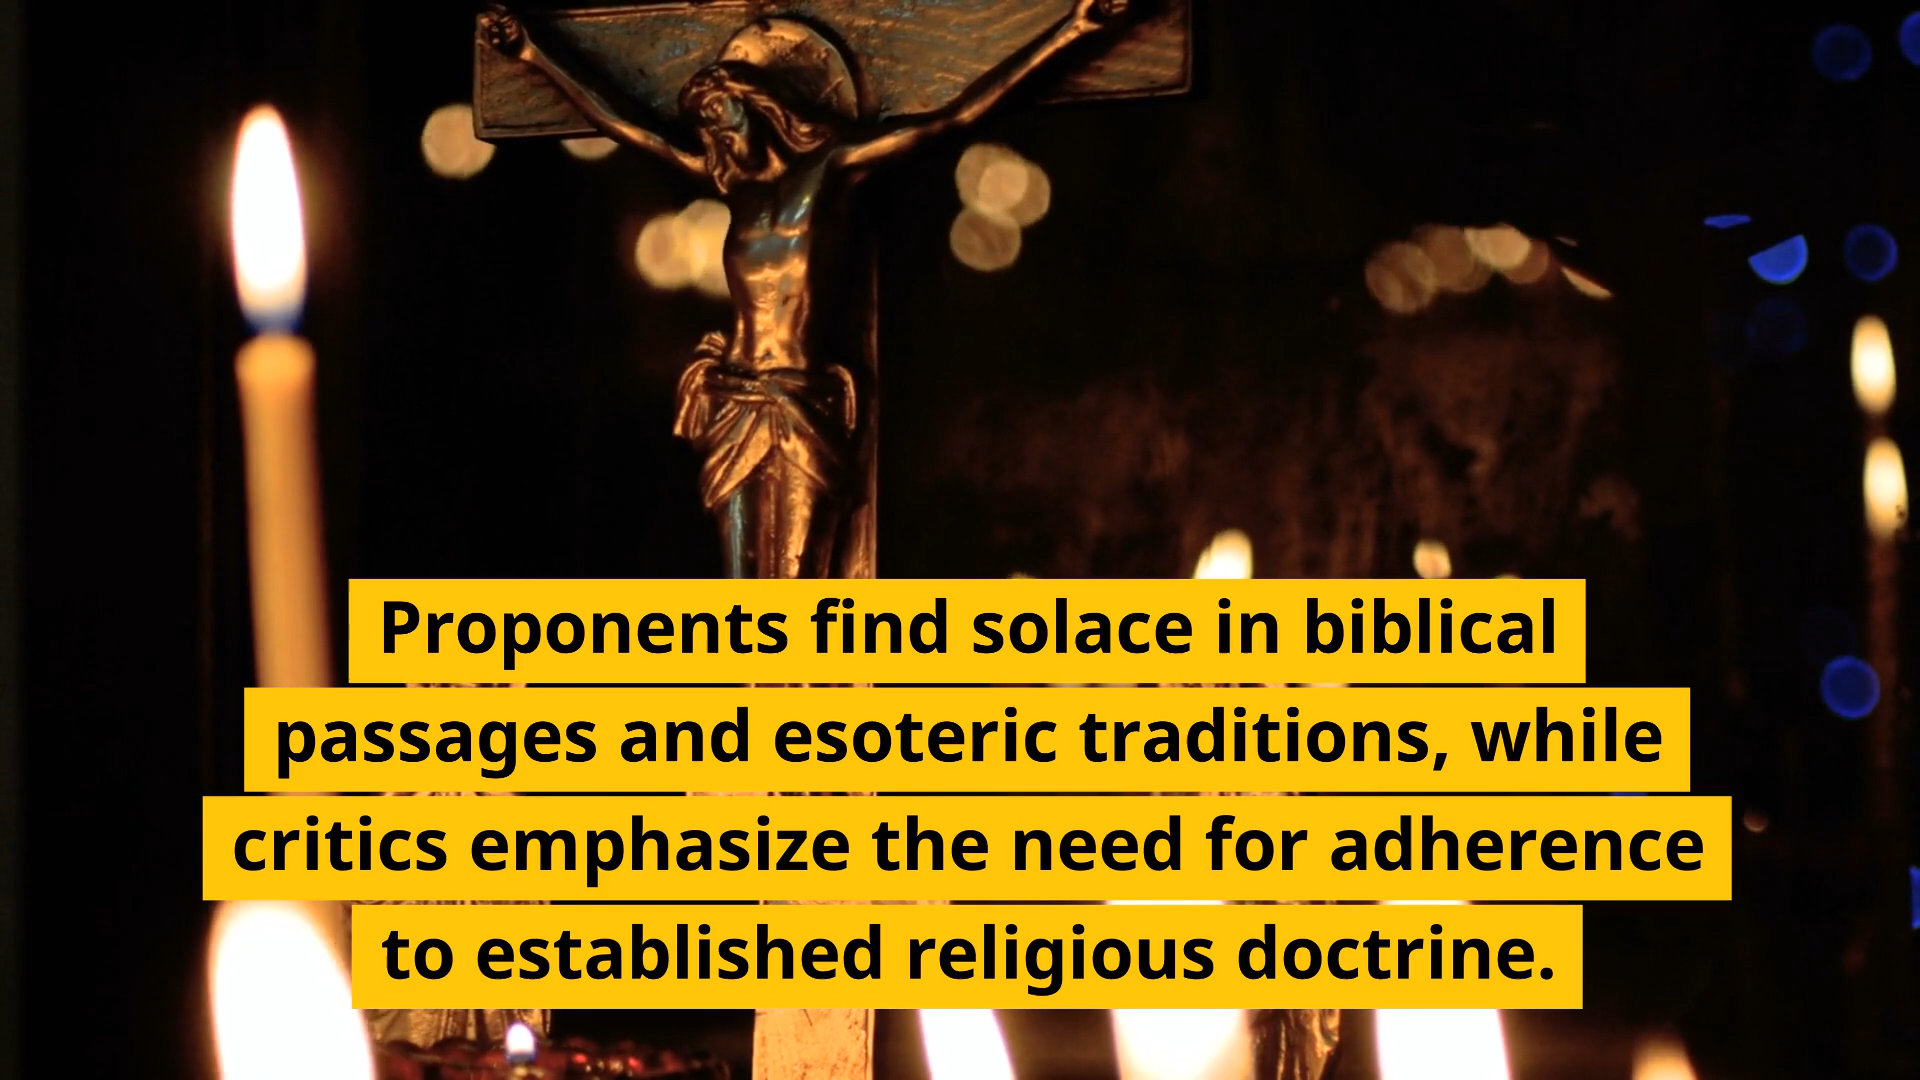 Proponents find solace in biblical
passages and esoteric traditions, while
critics emphasize the need for adherence
to established religious doctrine.